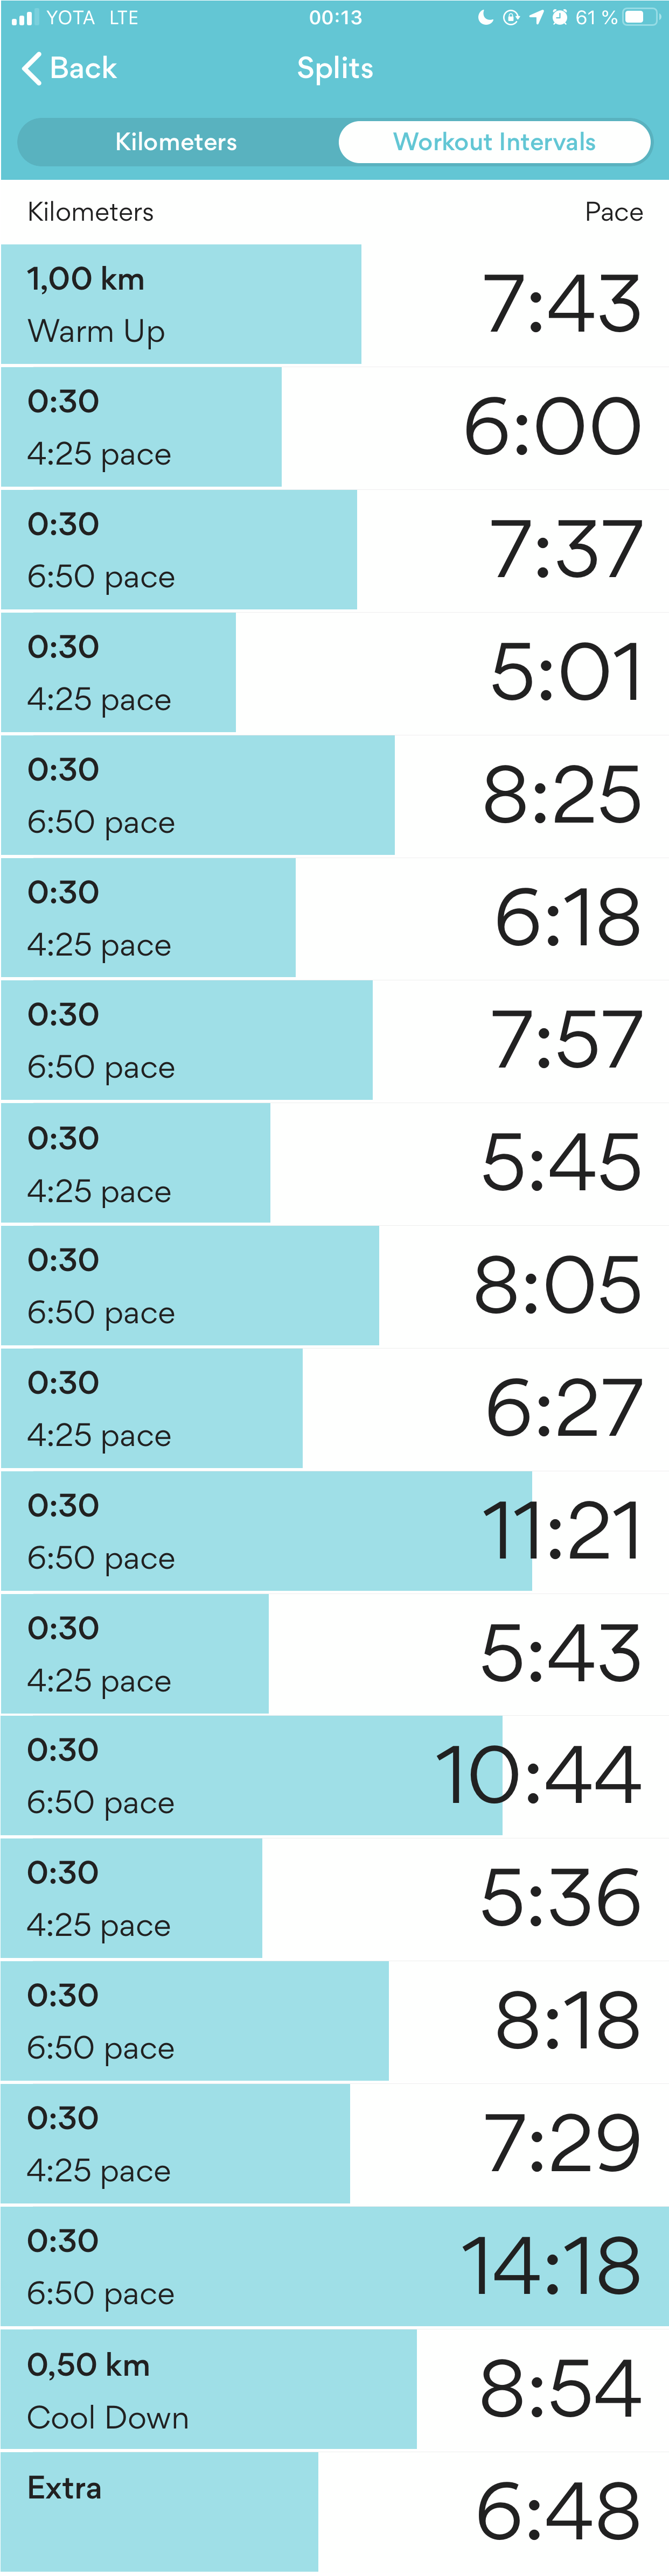 YOTA LTE 00:13 61 %
Back Splits
Kilometers Workout Intervals
Kilometers Pace
1,00 km
Warm Up 7:43
0:30
4:25 pace 6:00
0:30
6:50 pace 7:37
0:30
4:25 pace 5:01
0:30
6:50 pace 8:25
0:30
4:25 pace 6:18
0:30
6:50 pace 7:57
0:30
4:25 pace 5:45
0:30
6:50 pace 8:05
0:30
4:25 pace 6:27
0:30
6:50 pace 11:21
0:30
4:25 pace 5:43
0:30
6:50 pace 10:44
0:30
4:25 pace 5:36
0:30
6:50 pace 8:18
0:30
4:25 pace 7:29
0:30
6:50 pace 14:18
0,50 km
Cool Down 8:54
Extra 6:48